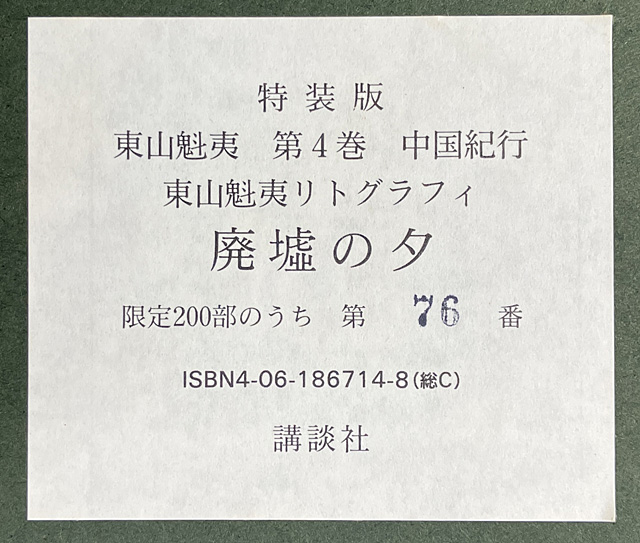 特装版
東山魁夷　第4巻　中国紀行
東山魁夷リトグラフィ
廃墟の夕
限定200部のうち　第　76　番
ISBN4-06-186714-8(総C)
講談社